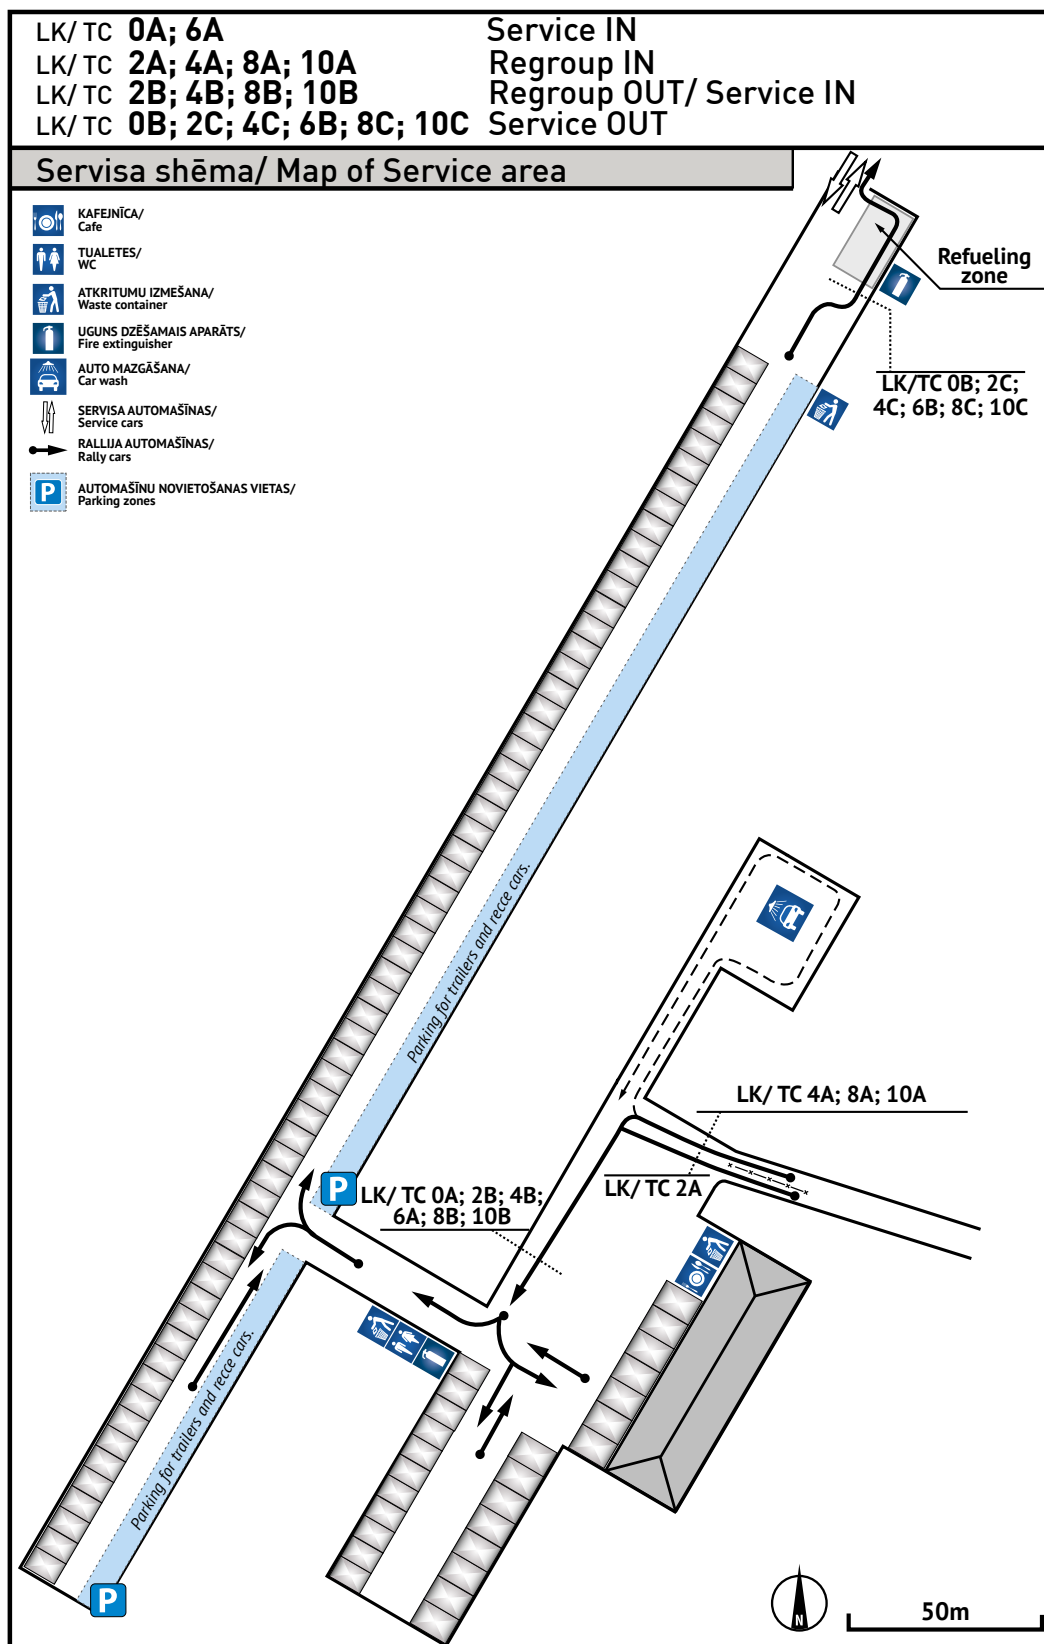 LK/ TC 0A; 6A Service IN
LK/ TC 2A; 4A; 8A; 10A Regroup IN
LK/ TC 2B; 4B; 8B; 10B Regroup OUT/ Service IN
LK/ TC 0B; 2C; 4C; 6B; 8C; 10C Service OUT
Servisa shēma/ Map of Service area
KAFEJNĪCA/
Cafe
TUALETES/
WC
ATKRITUMU IZMEŠANA/
Waste container
UGUNS DZĒŠAMAIS APARĀTS/
Fire extinguisher
AUTO MAZGĀŠANA/
Car wash
SERVISA AUTOMAŠĪNAS/
Service cars
RALLIJA AUTOMAŠĪNAS/
Rally cars
P
AUTOMAŠĪNU NOVIETOŠANAS VIETAS/
Parking zones
Refueling
zone
LK/TC 0B; 2C;
4C; 6B; 8C; 10C
Parking for trailers and recce cars.
LK/ TC 4A; 8A; 10A
LK/ TC 2A
P
LK/ TC 0A; 2B; 4B;
6A; 8B; 10B
Parking for trailers and recce cars.
P
N
50m